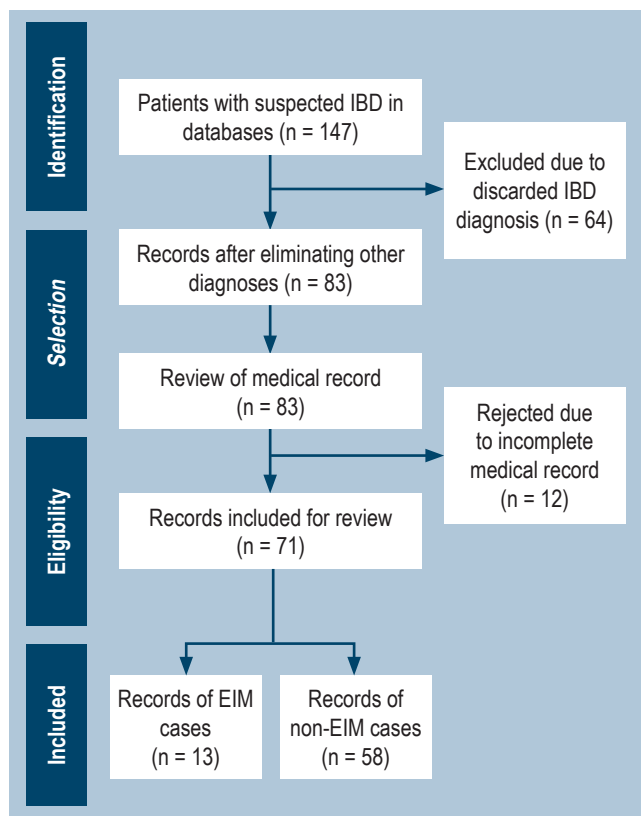 Identification
Patients with suspected IBD in
databases (n = 147)
Excluded due to
discarded IBD
diagnosis (n = 64)
Selection
Records after eliminating other
diagnoses (n = 83)
Review of medical record
(n = 83)
Rejected due
to incomplete
medical record
(n = 12)
Eligibility
Records included for review
(n = 71)
Included
Records of EIM
cases
(n = 13)
Records of
non-EIM cases
(n = 58)